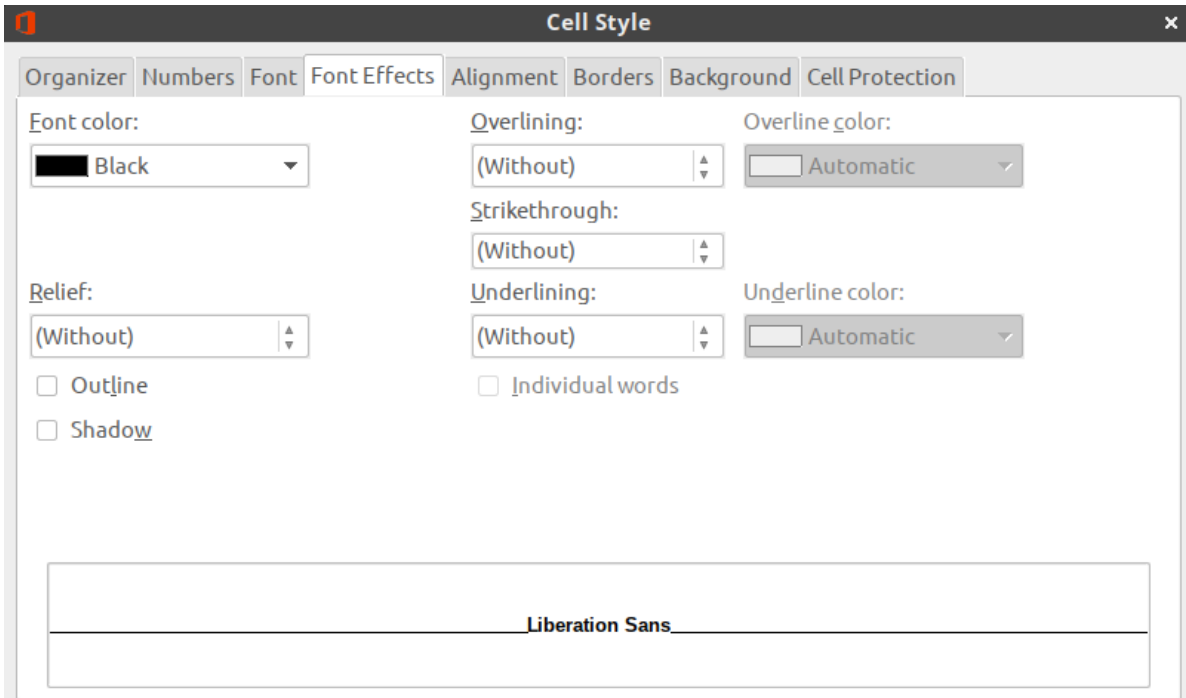 Cell Style
Organizer Numbers Font Font Effects Alignment Borders Background Cell Protection
Font color: Overlining: Overline color:
Black (Without) Automatic
Strikethrough:
(Without)
Relief: Underlining: Underline color:
(Without) (Without) Automatic
Outline Individual words
Shadow
Liberation Sans